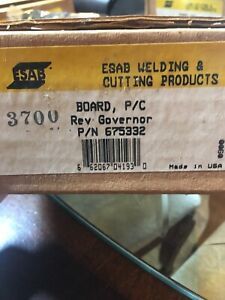 ESAB
ESAB WELDING &
CUTTING PRODUCTS
3700
BOARD, P/C
Rev Governor
P/N 675332
6 62067 04193 0
Made in USA